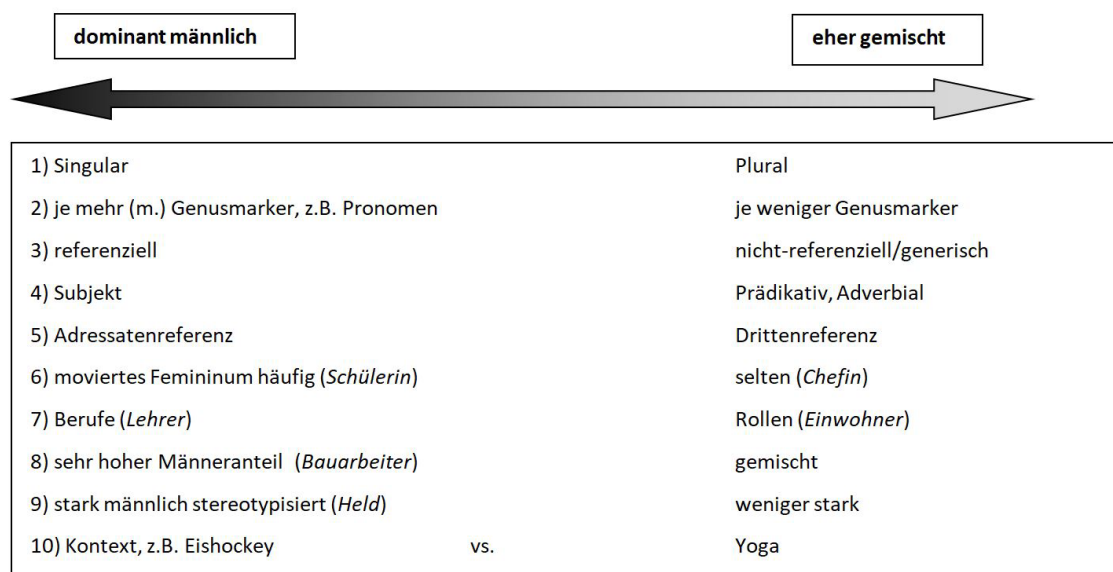 dominant männlich eher gemischt
1) Singular Plural
2) je mehr (m.) Genusmarker, z.B. Pronomen je weniger Genusmarker
3) referenziell nicht-referenziell/generisch
4) Subjekt Prädikativ, Adverbial
5) Adressatenreferenz Drittenreferenz
6) moviertes Femininum häufig (Schülerin) selten (Chefin)
7) Berufe (Lehrer) Rollen (Einwohner)
8) sehr hoher Männeranteil (Bauarbeiter) gemischt
9) stark männlich stereotypisiert (Held) weniger stark
10) Kontext, z.B. Eishockey vs. Yoga